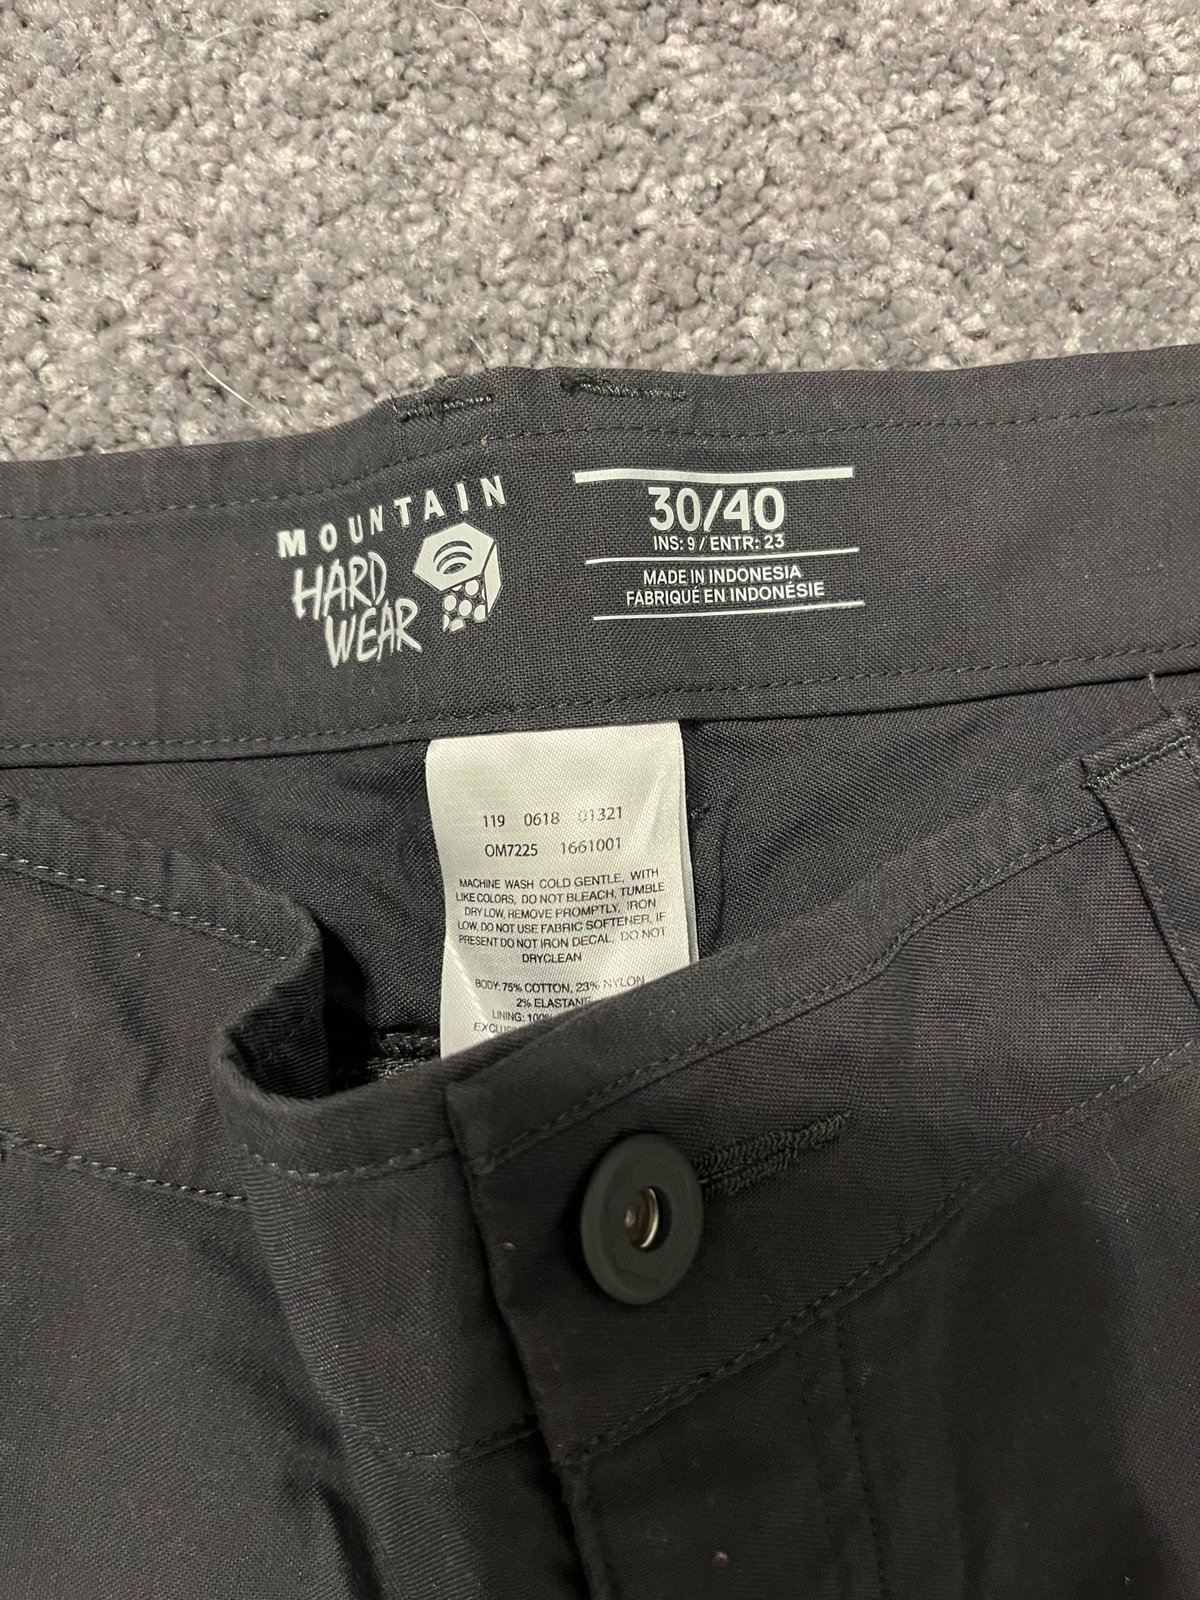 MOUNTAIN
HARD
WEAR
30/40
INS: 9 / ENTR: 23
MADE IN INDONESIA
FABRIQUÉ EN INDONÉSIE
119 0618 01321
OM7225 1661001
MACHINE WASH COLD GENTLE, WITH
LIKE COLORS, DO NOT BLEACH, TUMBLE
DRY LOW, REMOVE PROMPTLY, IRON
LOW, DO NOT USE FABRIC SOFTENER, IF
PRESENT DO NOT IRON DECAL, DO NOT
DRYCLEAN
BODY: 75% COTTON, 23% NYLON
2% ELASTANE
LINING: 100%